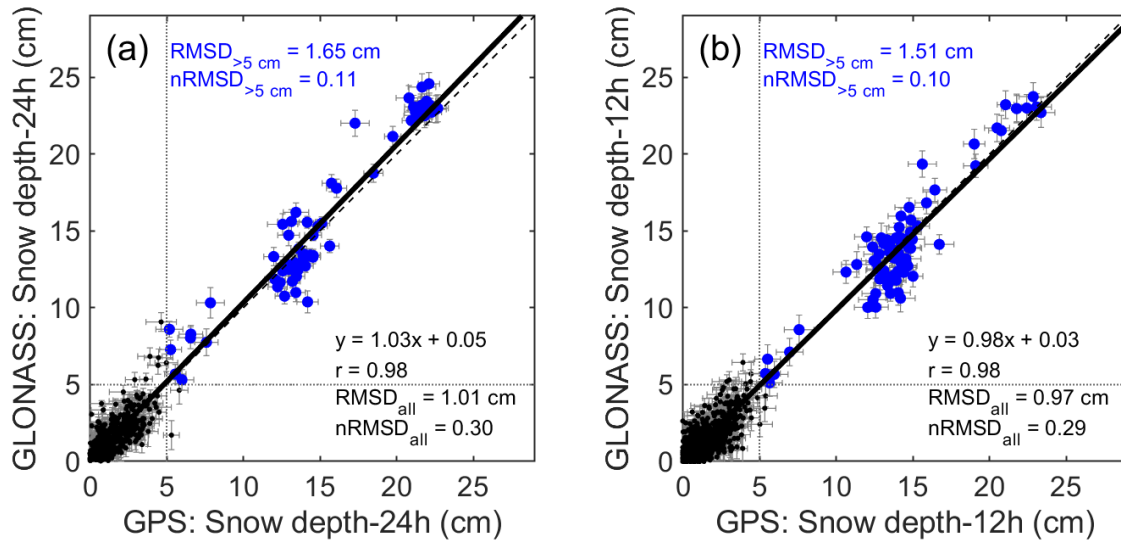 (a)
RMSD>5 cm = 1.65 cm
nRMSD>5 cm = 0.11
y = 1.03x + 0.05
r = 0.98
RMSDall = 1.01 cm
nRMSDall = 0.30
GLONASS: Snow depth-24h (cm)
0
5
10
15
20
25
0 5 10 15 20 25
GPS: Snow depth-24h (cm)
(b)
RMSD>5 cm = 1.51 cm
nRMSD>5 cm = 0.10
y = 0.98x + 0.03
r = 0.98
RMSDall = 0.97 cm
nRMSDall = 0.29
GLONASS: Snow depth-12h (cm)
0
5
10
15
20
25
0 5 10 15 20 25
GPS: Snow depth-12h (cm)